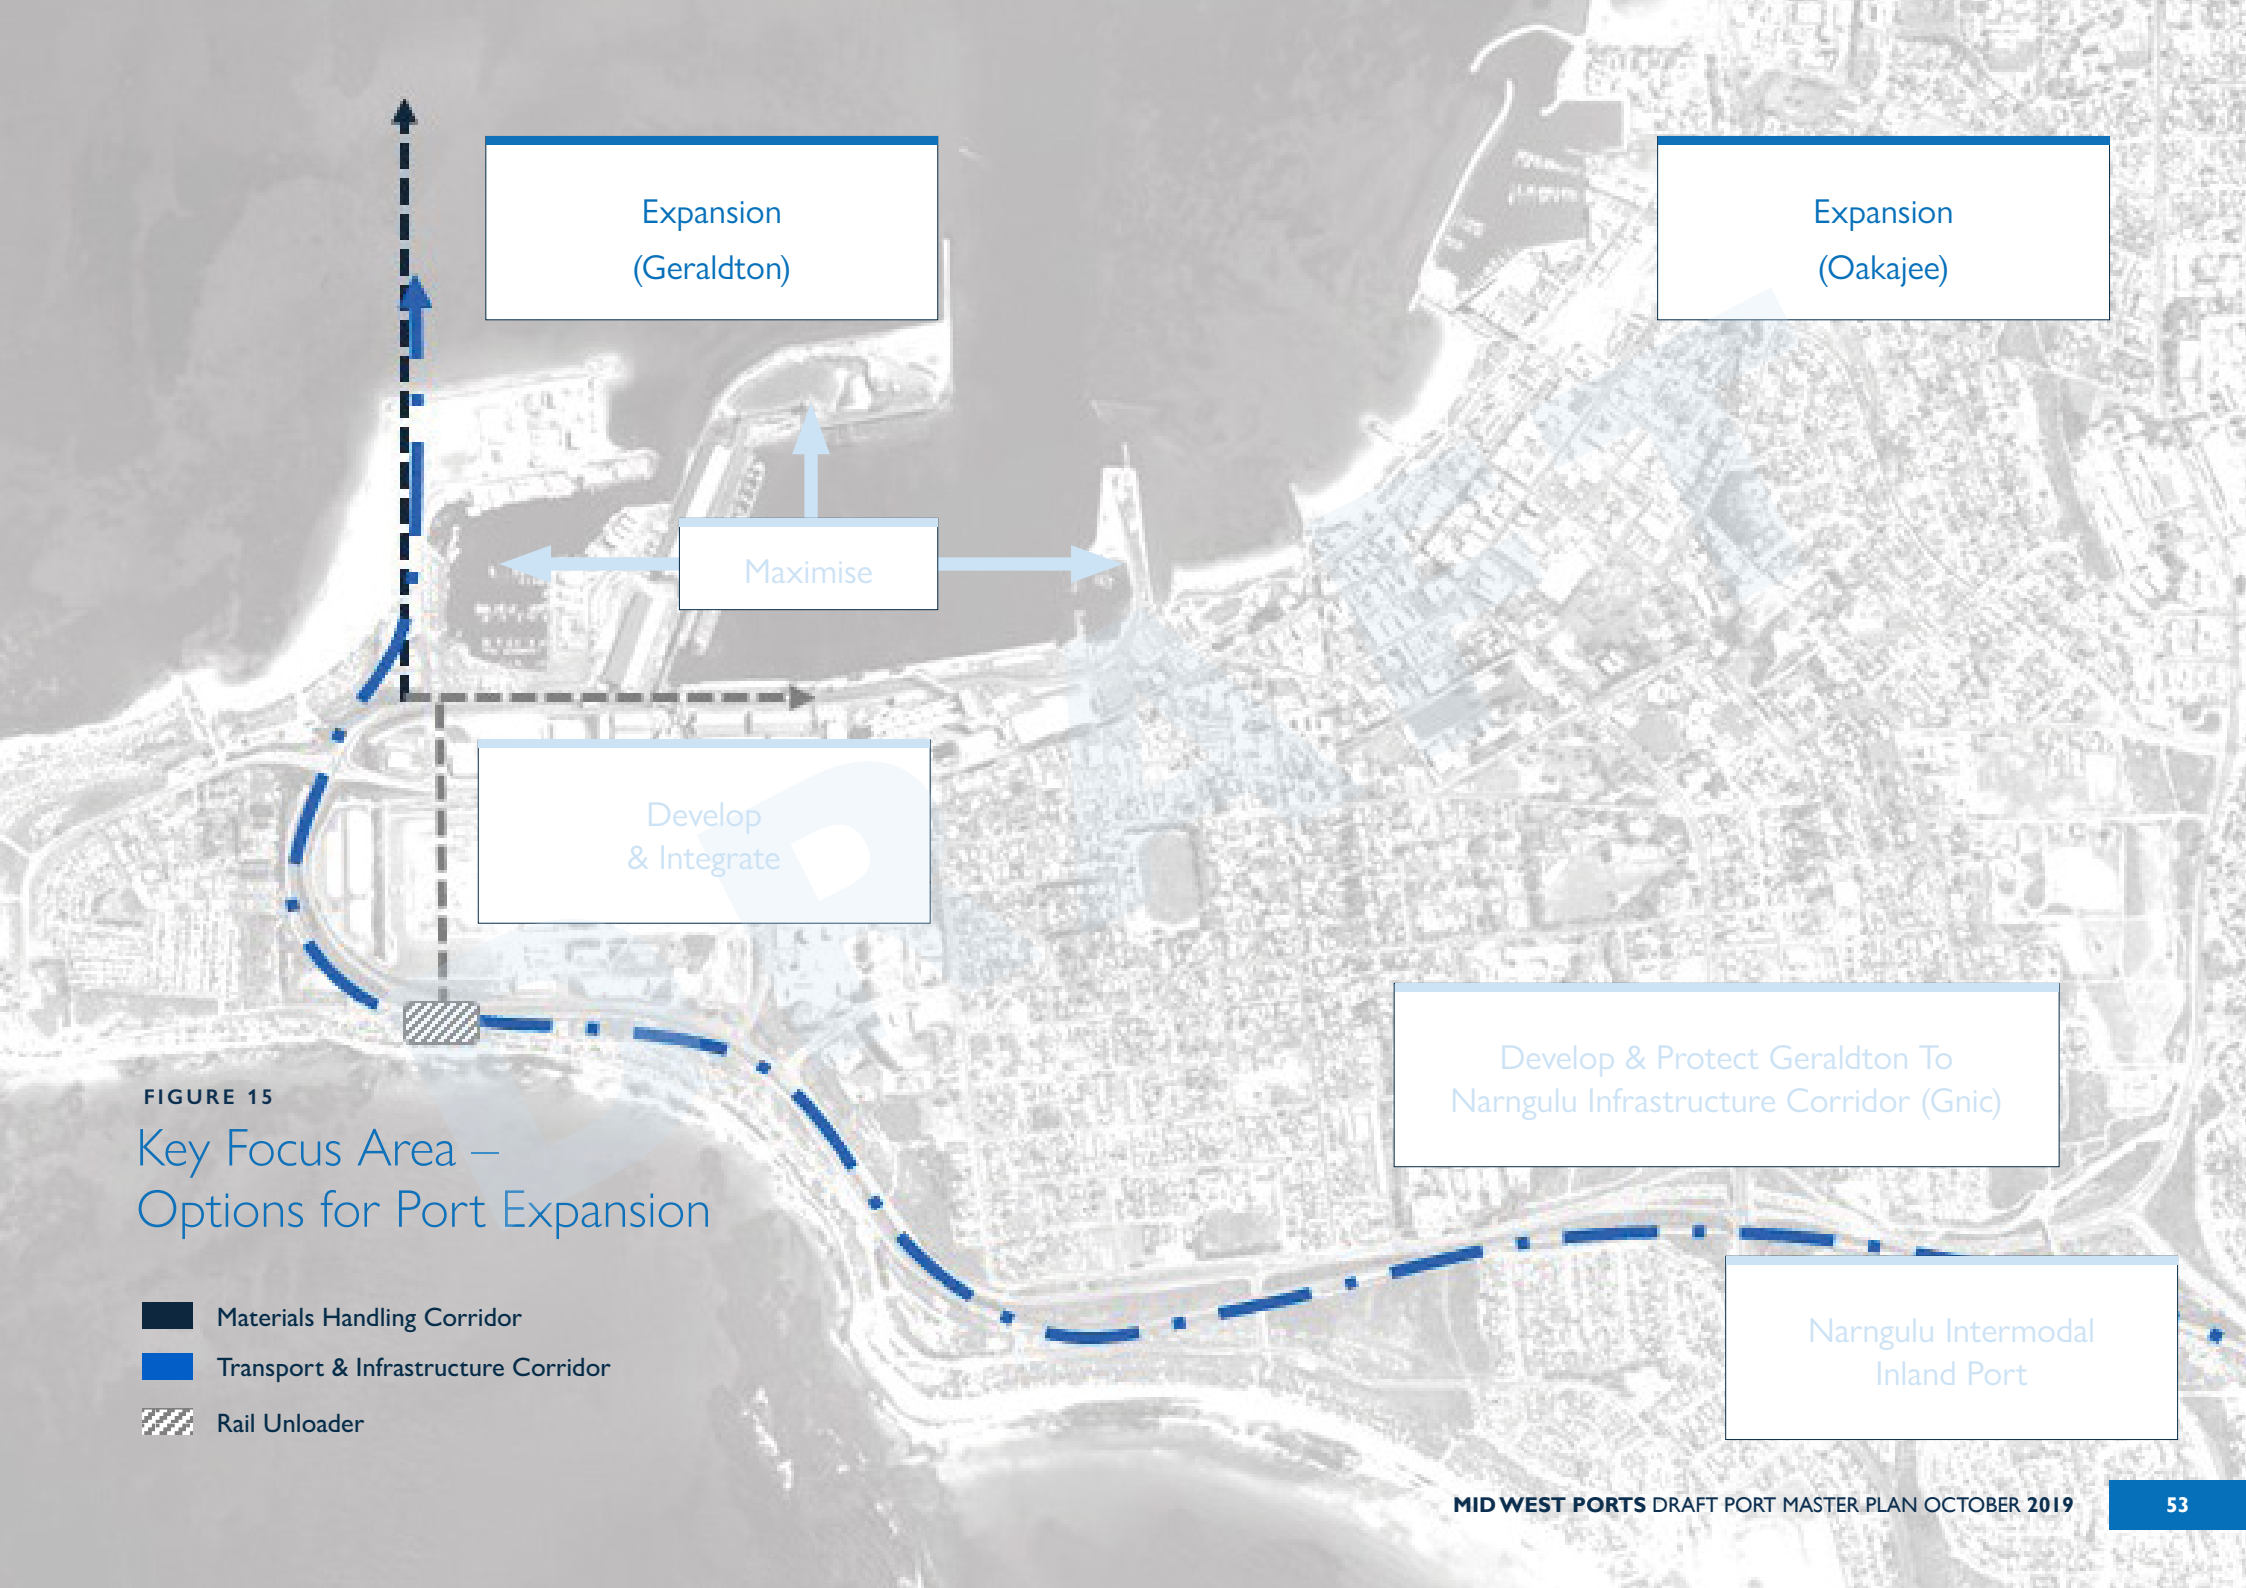 Expansion
(Geraldton)
Expansion
(Oakajee)
Maximise
Develop
& Integrate
Develop & Protect Geraldton To
Narngulu Infrastructure Corridor (Gnic)
Narngulu Intermodal
Inland Port
FIGURE 15
Key Focus Area –
Options for Port Expansion
Materials Handling Corridor
Transport & Infrastructure Corridor
Rail Unloader
DRAFT
MID WEST PORTS DRAFT PORT MASTER PLAN OCTOBER 2019
53